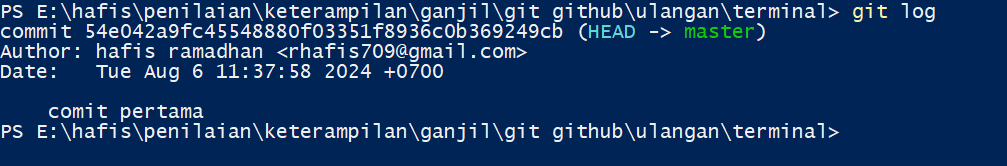 PS E:\hafis\penilaian\keterampilan\ganjil\git github\ulangan\terminal> git log
commit 54e042a9fc45548880f03351f8936c0b369249cb (HEAD -> master)
Author: hafis ramadhan <rhafis709@gmail.com>
Date:   Tue Aug 6 11:37:58 2024 +0700

    comit pertama
PS E:\hafis\penilaian\keterampilan\ganjil\git github\ulangan\terminal>